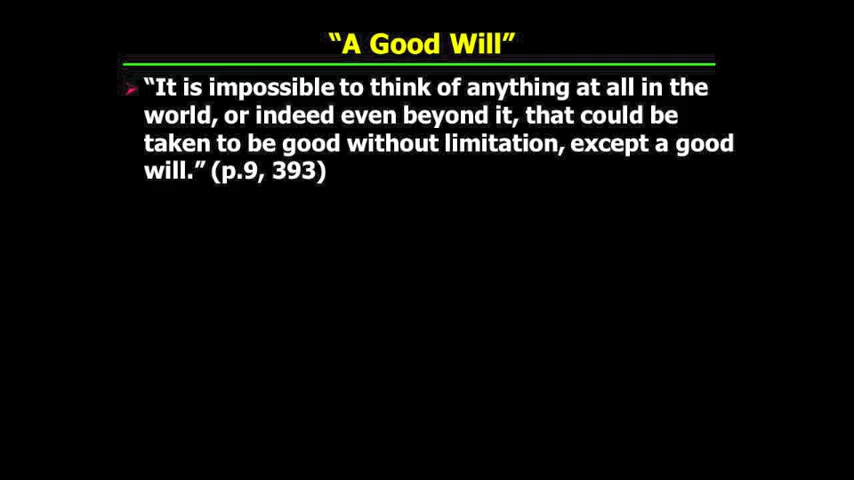 “A Good Will”
“It is impossible to think of anything at all in the
world, or indeed even beyond it, that could be
taken to be good without limitation, except a good
will.” (p.9, 393)